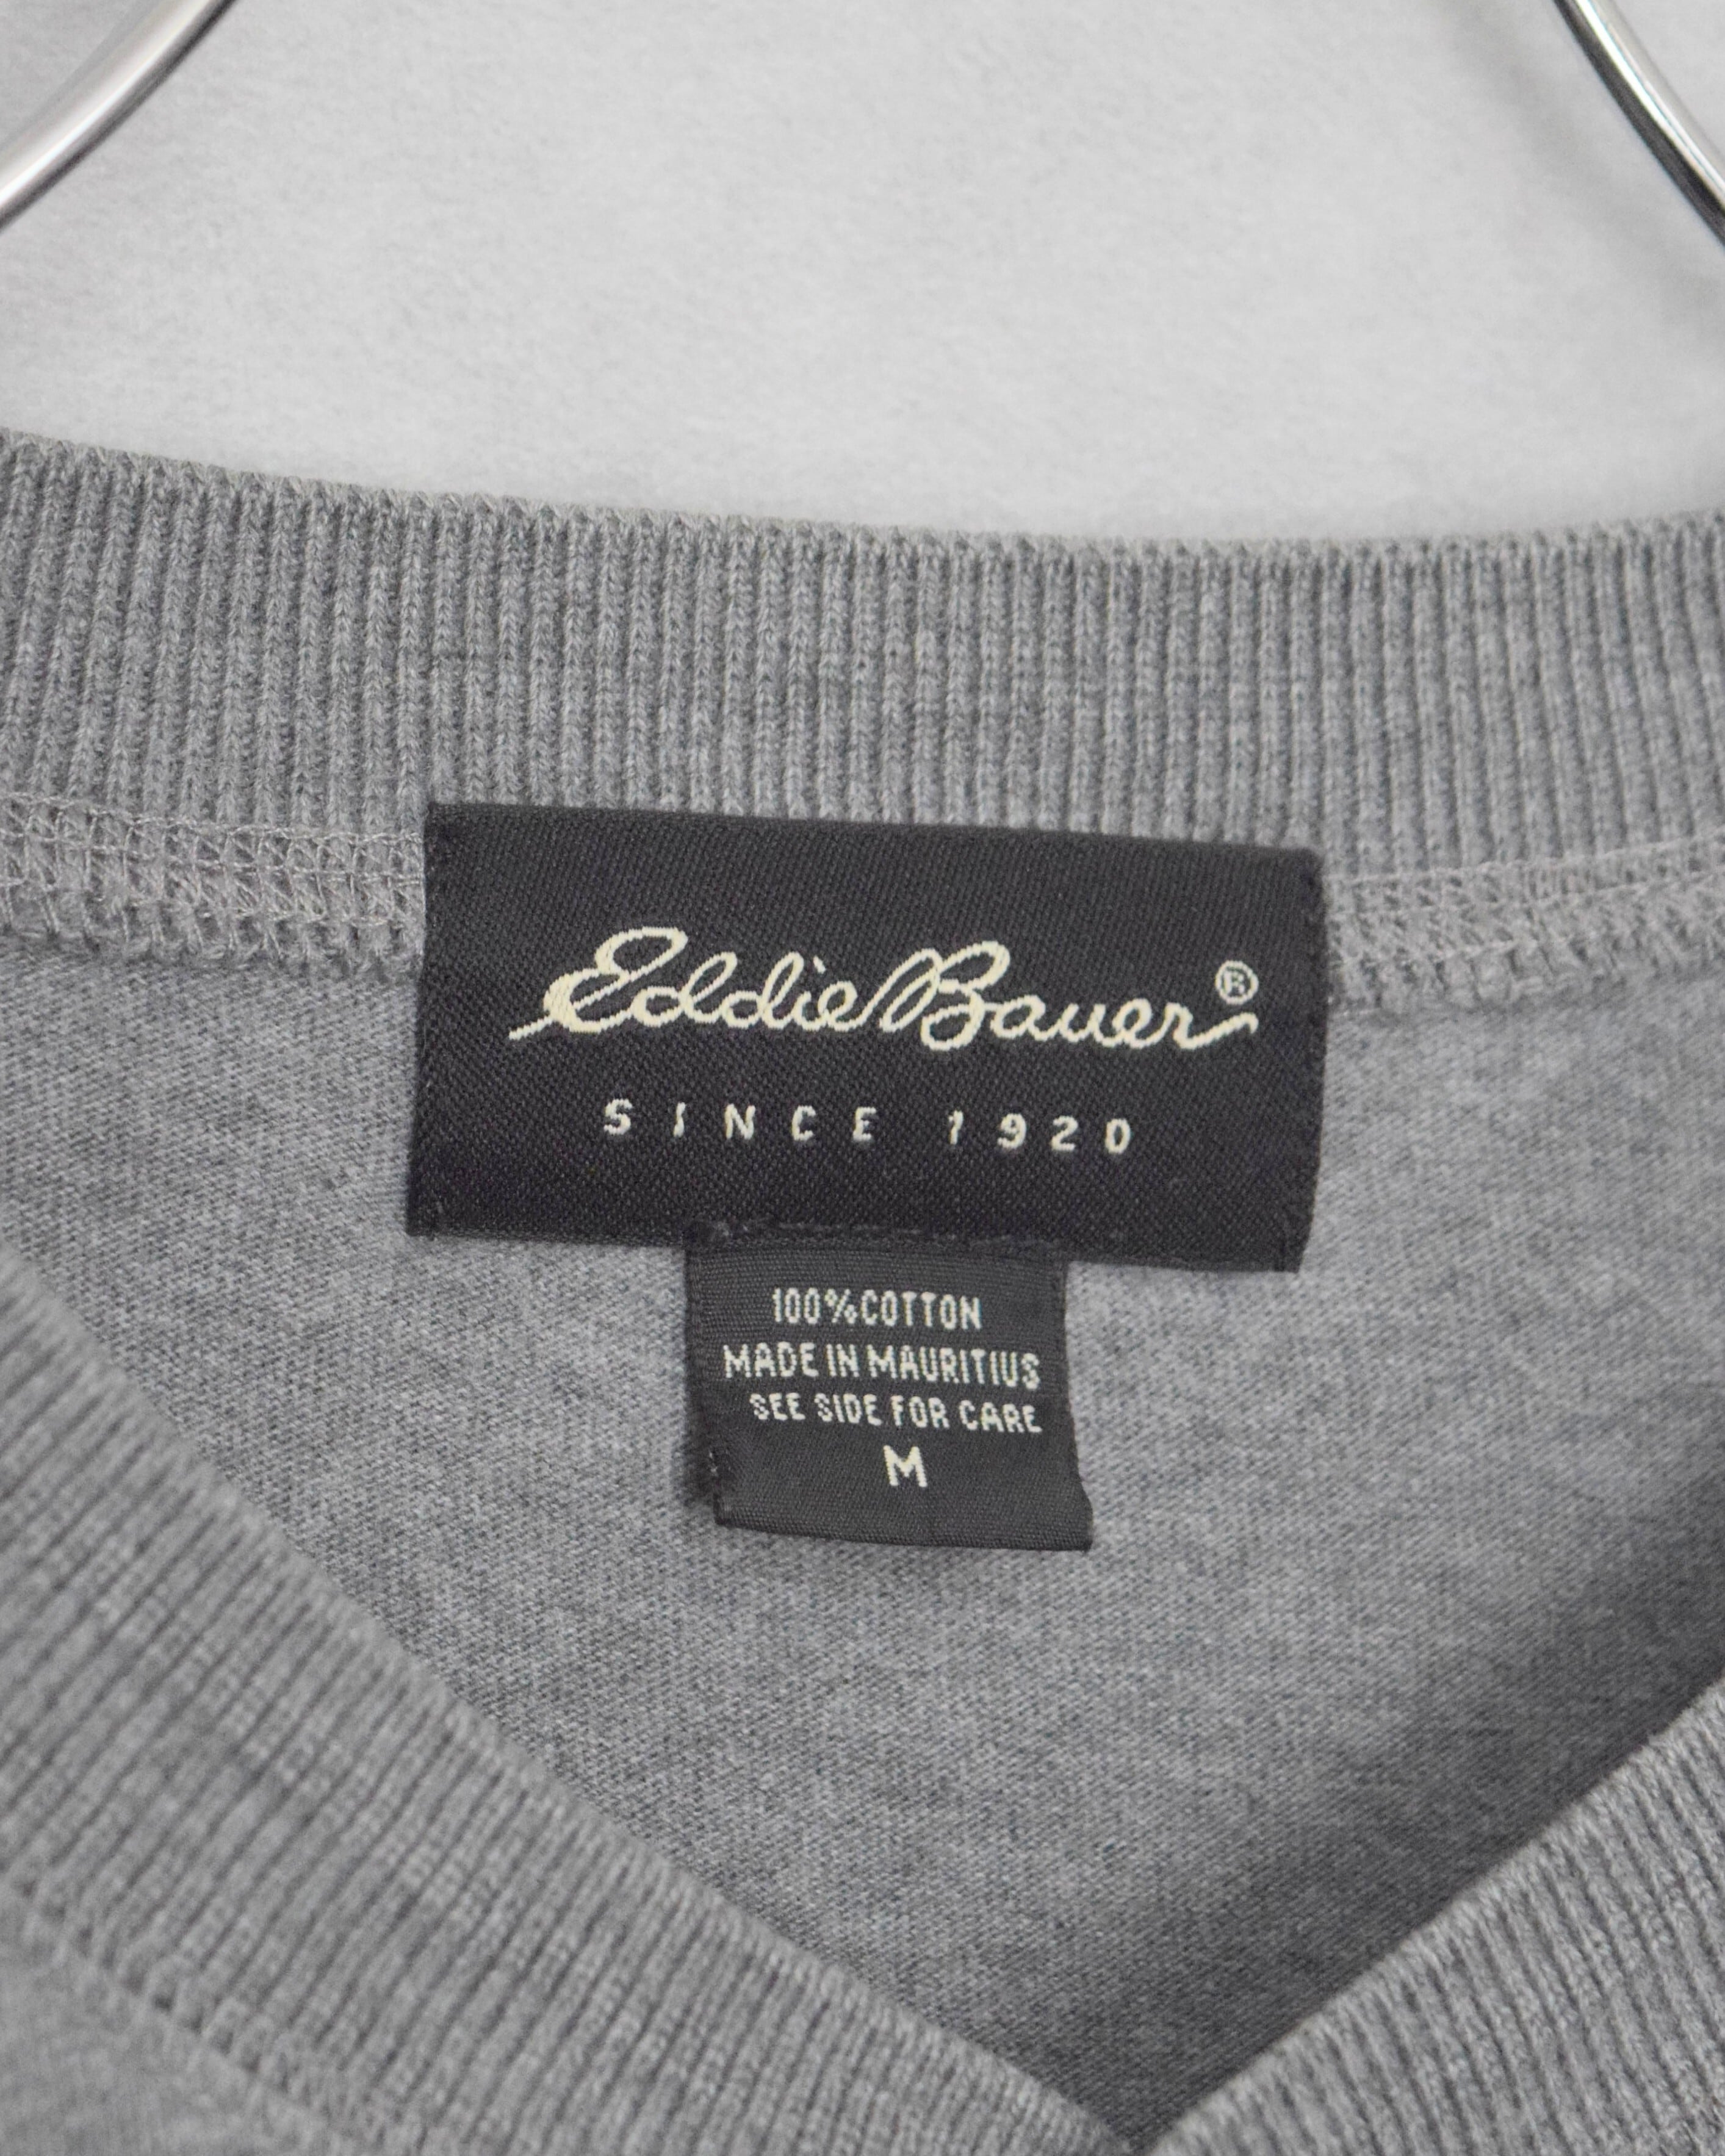 Eddie Bauer®
SINCE 1920
100% COTTON
MADE IN MAURITIUS
SEE SIDE FOR CARE
M